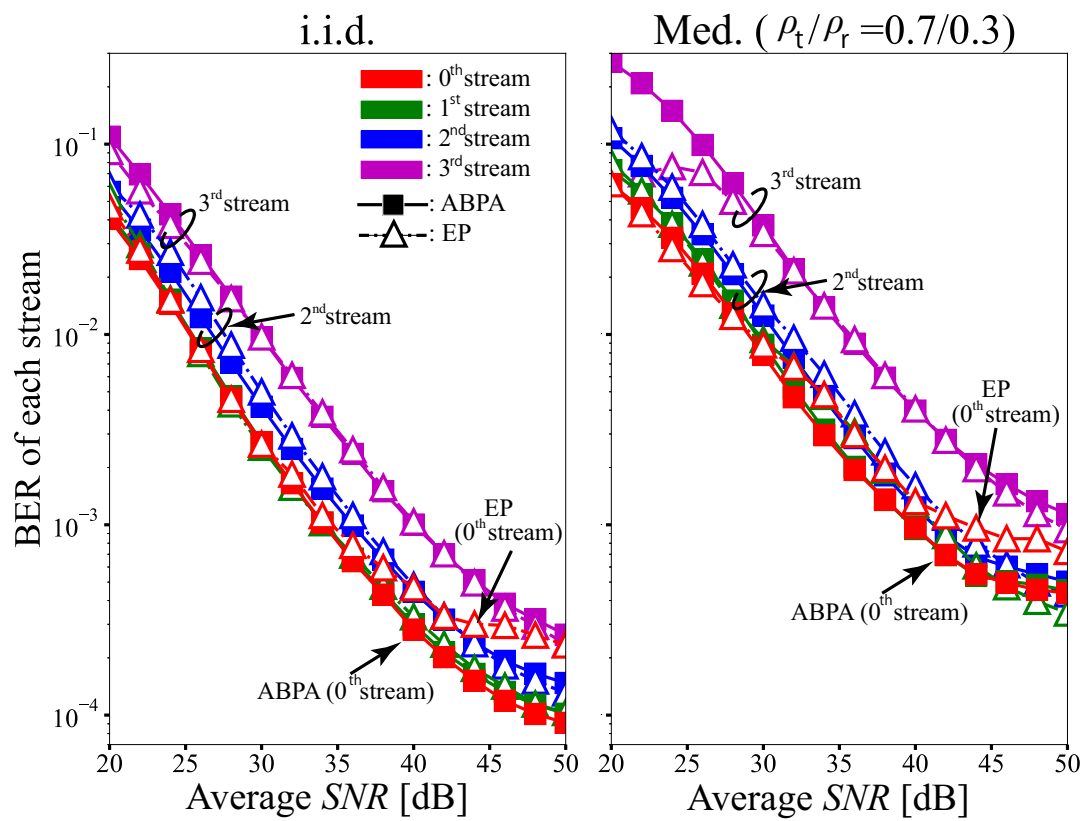 i.i.d.
Med. ( ρt/ρr =0.7/0.3)
BER of each stream
10−1
10−2
10−3
10−4
: 0th stream
: 1st stream
: 2nd stream
: 3rd stream
: ABPA
: EP
3rd stream
2nd stream
EP
(0th stream)
ABPA (0th stream)
20 25 30 35 40 45 50
Average SNR [dB]
3rd stream
2nd stream
EP
(0th stream)
ABPA (0th stream)
20 25 30 35 40 45 50
Average SNR [dB]